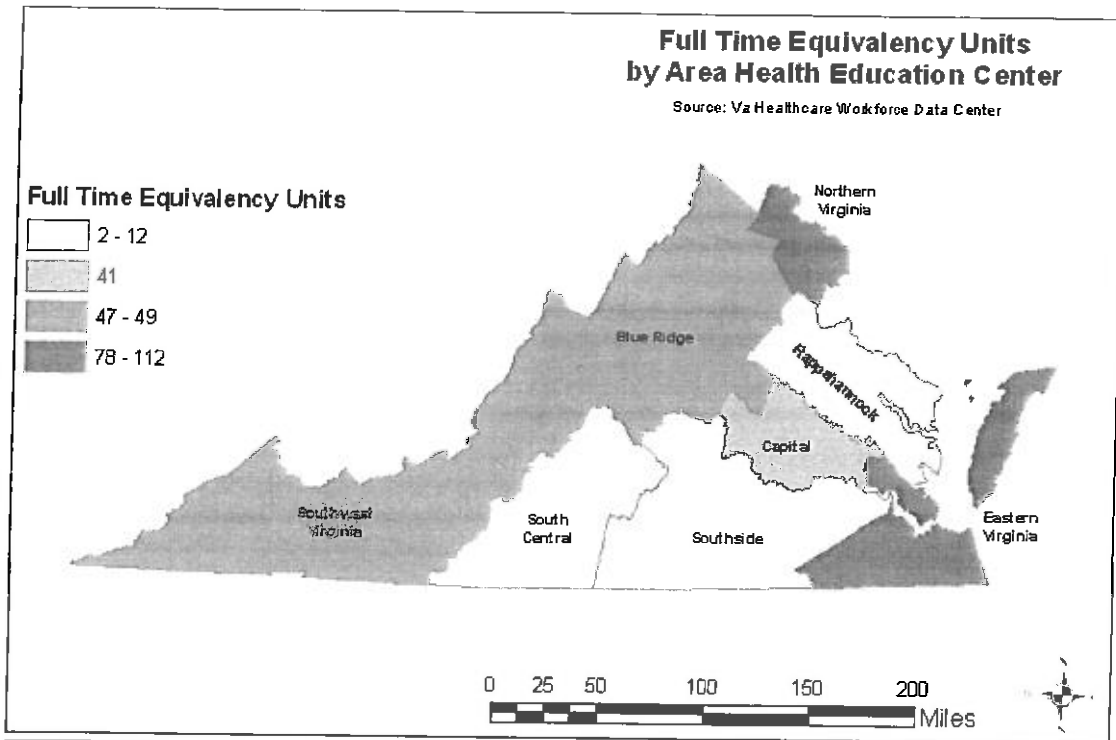 Full Time Equivalency Units
by Area Health Education Center
Source: Va Healthcare Workforce Data Center
Full Time Equivalency Units
2 - 12
41
47 - 49
78 - 112
Northern
Virginia
Blue Ridge
Rappahannock
Capital
Southwest
Virginia
South
Central
Southside
Eastern
Virginia
0 25 50 100 150 200
Miles